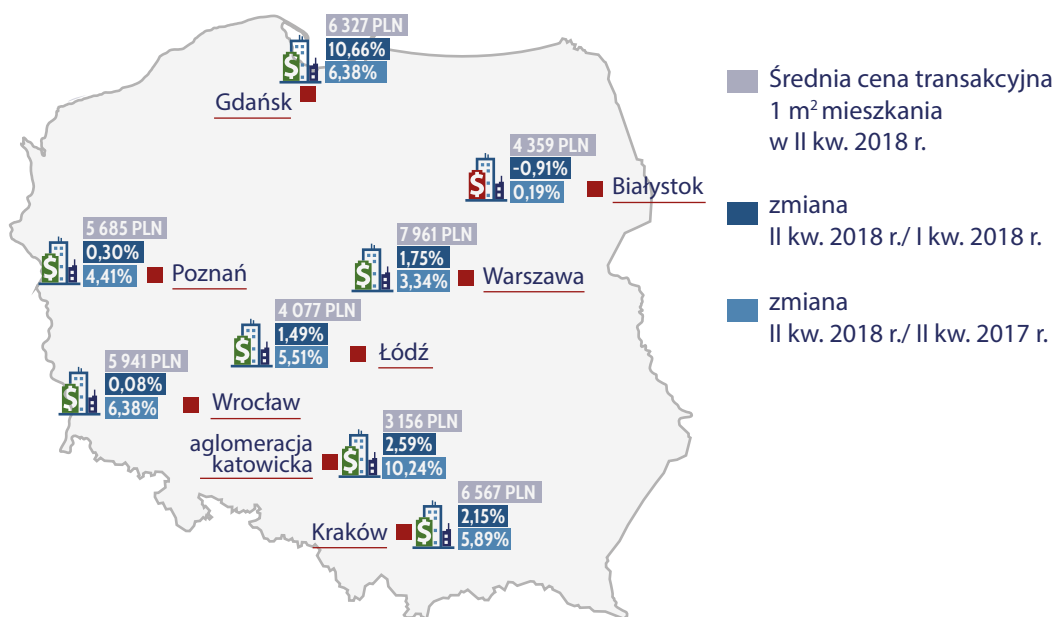 6 327 PLN
10,66%
6,38%
Gdańsk
4 359 PLN
-0,91%
0,19%
Białystok
5 685 PLN
0,30%
4,41%
Poznań
7 961 PLN
1,75%
3,34%
Warszawa
4 077 PLN
1,49%
5,51%
Łódź
5 941 PLN
0,08%
6,38%
Wrocław
aglomeracja
katowicka
3 156 PLN
2,59%
10,24%
Kraków
6 567 PLN
2,15%
5,89%
Średnia cena transakcyjna
1 m² mieszkania
w II kw. 2018 r.
zmiana
II kw. 2018 r./ I kw. 2018 r.
zmiana
II kw. 2018 r./ II kw. 2017 r.